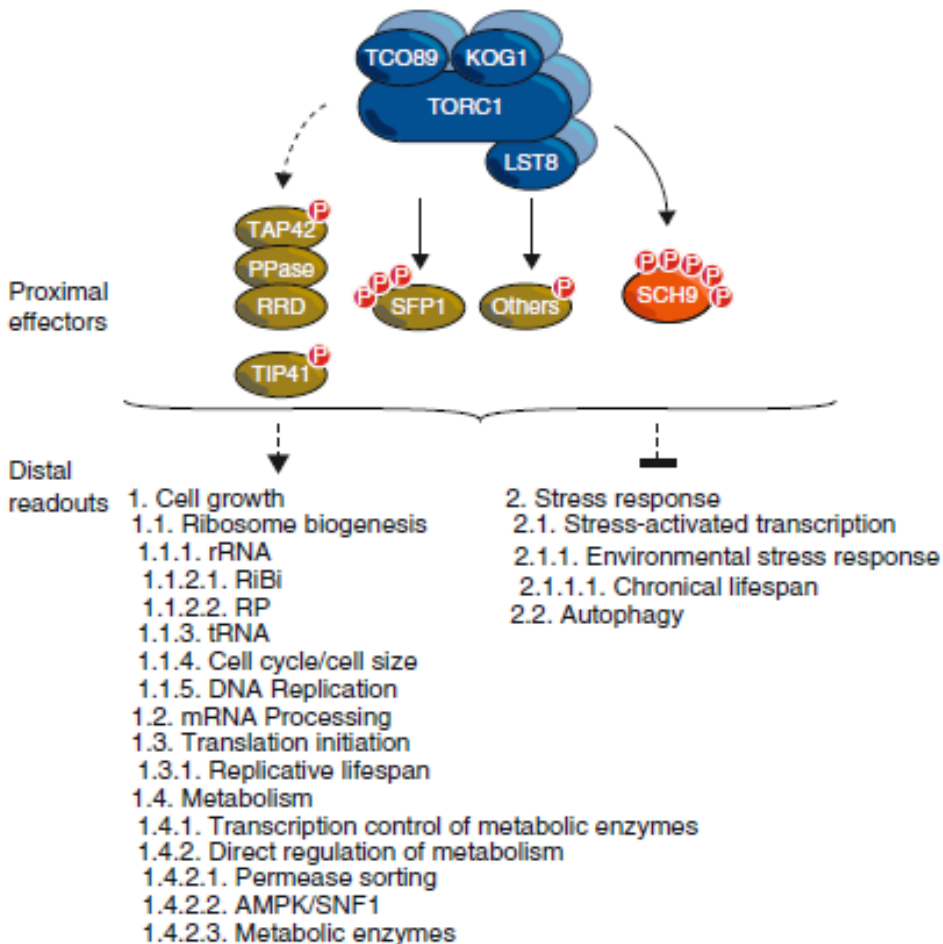 TCO89 KOG1
TORC1
LST8
P
TAP42
PPase
RRD
P
TIP41
P P P
SFP1
P
Others
P P P P P P
SCH9
Proximal
effectors
Distal
readouts
1. Cell growth
1.1. Ribosome biogenesis
1.1.1. rRNA
1.1.2.1. RiBi
1.1.2.2. RP
1.1.3. tRNA
1.1.4. Cell cycle/cell size
1.1.5. DNA Replication
1.2. mRNA Processing
1.3. Translation initiation
1.3.1. Replicative lifespan
1.4. Metabolism
1.4.1. Transcription control of metabolic enzymes
1.4.2. Direct regulation of metabolism
1.4.2.1. Permease sorting
1.4.2.2. AMPK/SNF1
1.4.2.3. Metabolic enzymes
2. Stress response
2.1. Stress-activated transcription
2.1.1. Environmental stress response
2.1.1.1. Chronical lifespan
2.2. Autophagy